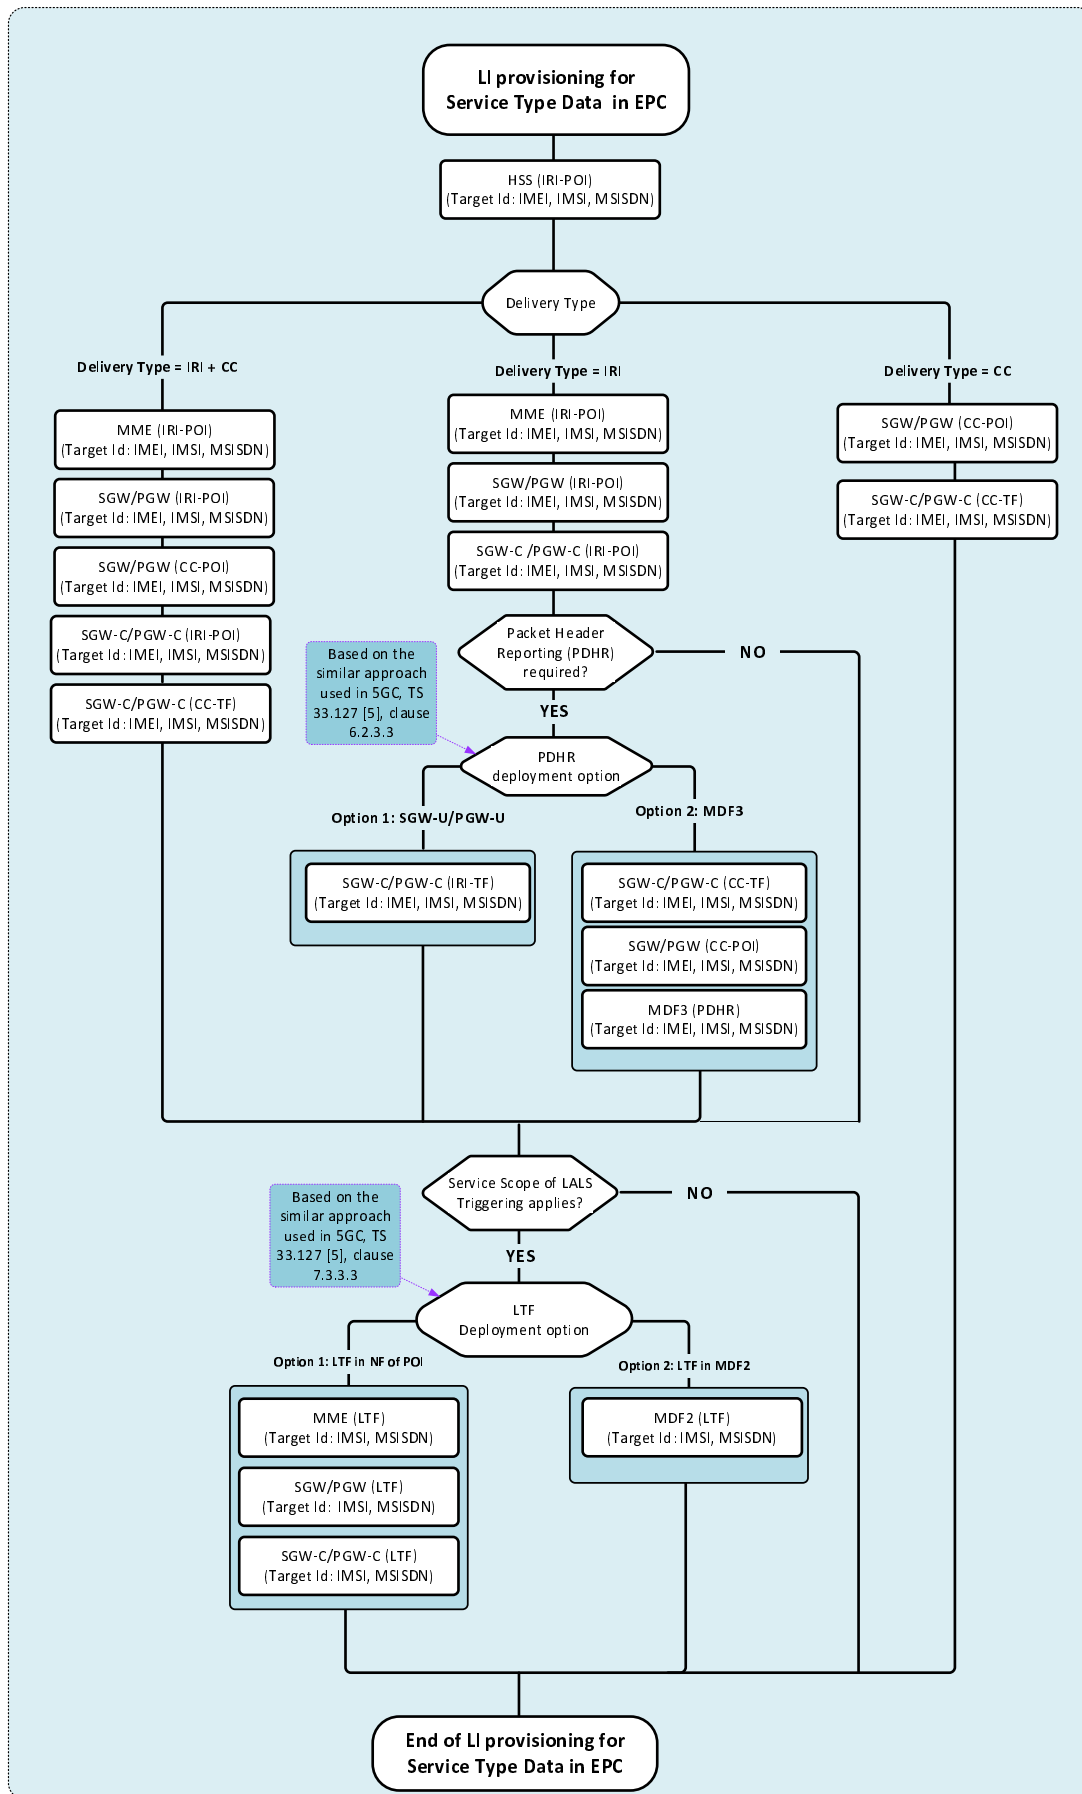 LI provisioning for
Service Type Data in EPC
HSS (IRI-POI)
(Target Id: IMEI, IMSI, MSISDN)
Delivery Type
Delivery Type = IRI + CC
MME (IRI-POI)
(Target Id: IMEI, IMSI, MSISDN)
SGW/PGW (IRI-POI)
(Target Id: IMEI, IMSI, MSISDN)
SGW/PGW (CC-POI)
(Target Id: IMEI, IMSI, MSISDN)
SGW-C/PGW-C (IRI-POI)
(Target Id: IMEI, IMSI, MSISDN)
SGW-C/PGW-C (CC-TF)
(Target Id: IMEI, IMSI, MSISDN)
Delivery Type = IRI
MME (IRI-POI)
(Target Id: IMEI, IMSI, MSISDN)
SGW/PGW (IRI-POI)
(Target Id: IMEI, IMSI, MSISDN)
SGW-C /PGW-C (IRI-POI)
(Target Id: IMEI, IMSI, MSISDN)
Delivery Type = CC
SGW/PGW (CC-POI)
(Target Id: IMEI, IMSI, MSISDN)
SGW-C/PGW-C (CC-TF)
(Target Id: IMEI, IMSI, MSISDN)
Packet Header
Reporting (PDHR)
required?
NO
YES
Based on the
similar approach
used in 5GC, TS
33.127 [5], clause
6.2.3.3
PDHR
deployment option
Option 1: SGW-U/PGW-U
SGW-C/PGW-C (IRI-TF)
(Target Id: IMEI, IMSI, MSISDN)
Option 2: MDF3
SGW-C/PGW-C (CC-TF)
(Target Id: IMEI, IMSI, MSISDN)
SGW/PGW (CC-POI)
(Target Id: IMEI, IMSI, MSISDN)
MDF3 (PDHR)
(Target Id: IMEI, IMSI, MSISDN)
Service Scope of LALS
Triggering applies?
NO
YES
Based on the
similar approach
used in 5GC, TS
33.127 [5], clause
7.3.3.3
LTF
Deployment option
Option 1: LTF in NF of POI
MME (LTF)
(Target Id: IMSI, MSISDN)
SGW/PGW (LTF)
(Target Id: IMSI, MSISDN)
SGW-C/PGW-C (LTF)
(Target Id: IMSI, MSISDN)
Option 2: LTF in MDF2
MDF2 (LTF)
(Target Id: IMSI, MSISDN)
End of LI provisioning for
Service Type Data in EPC